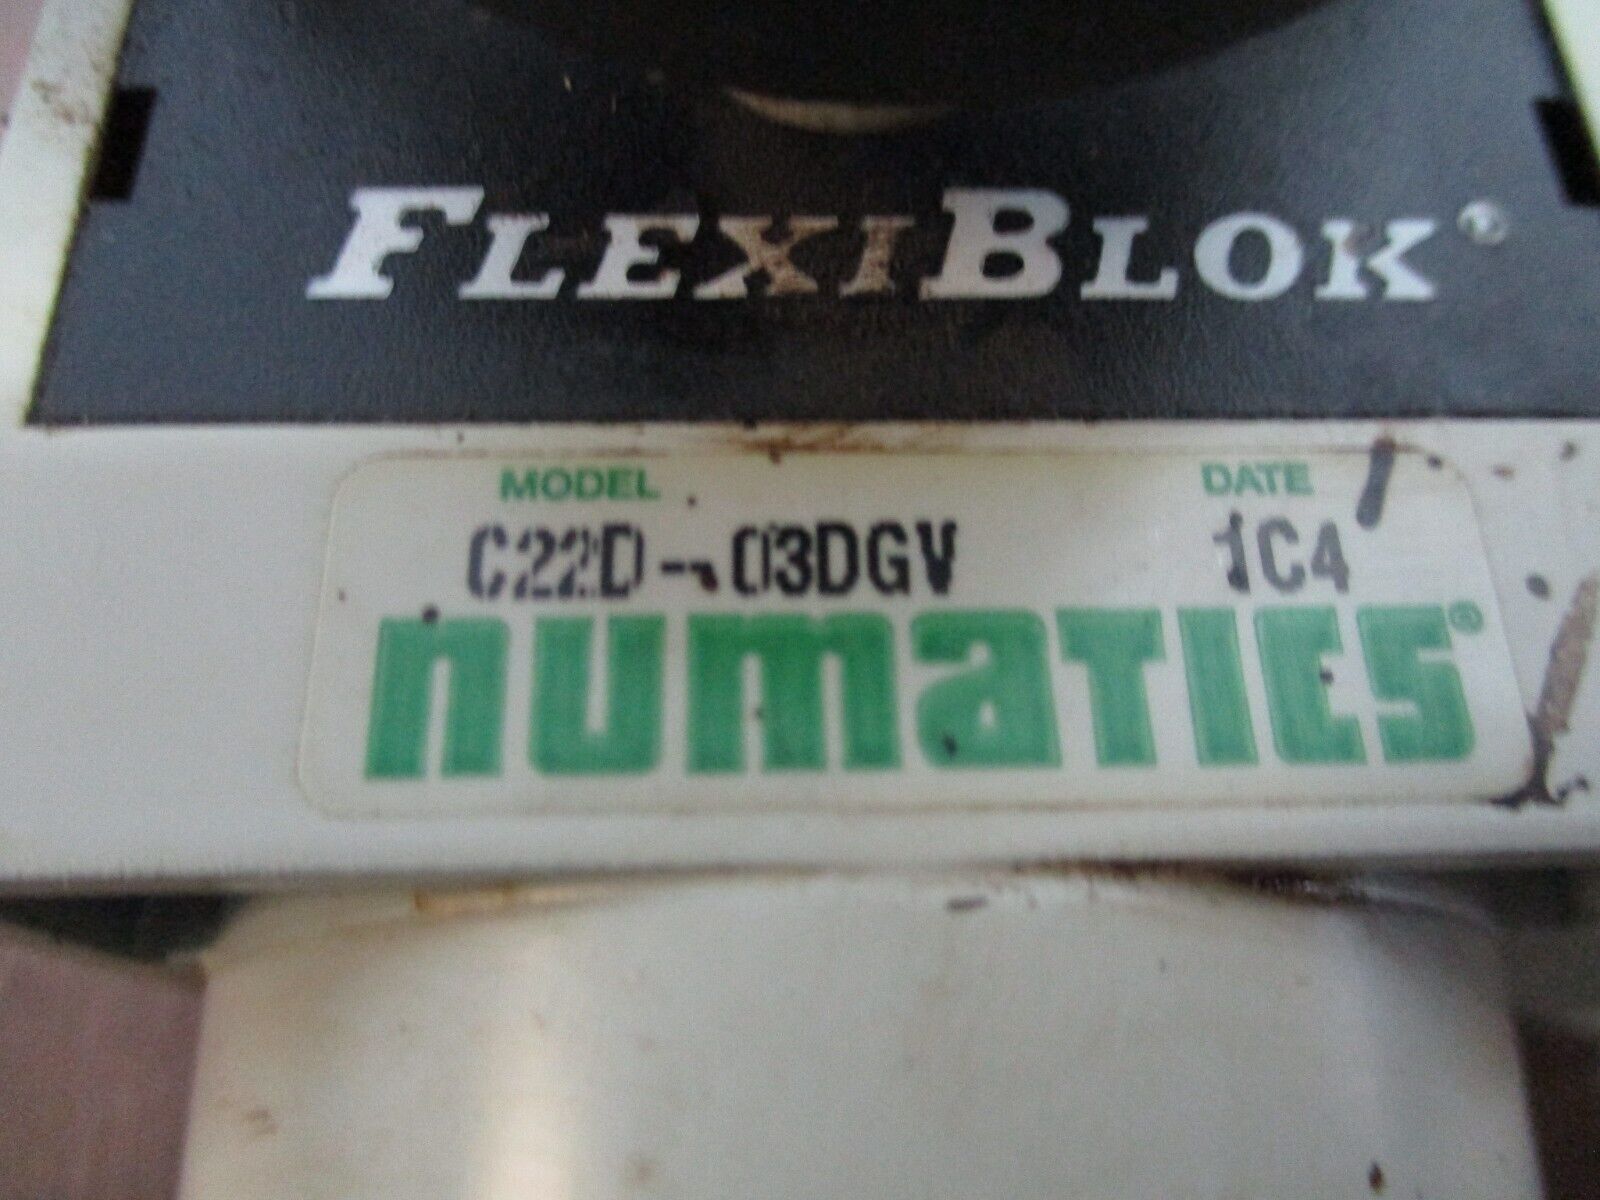 FLEXIBLOK®
MODEL DATE
C22D-03DGV 1C4
numatics®